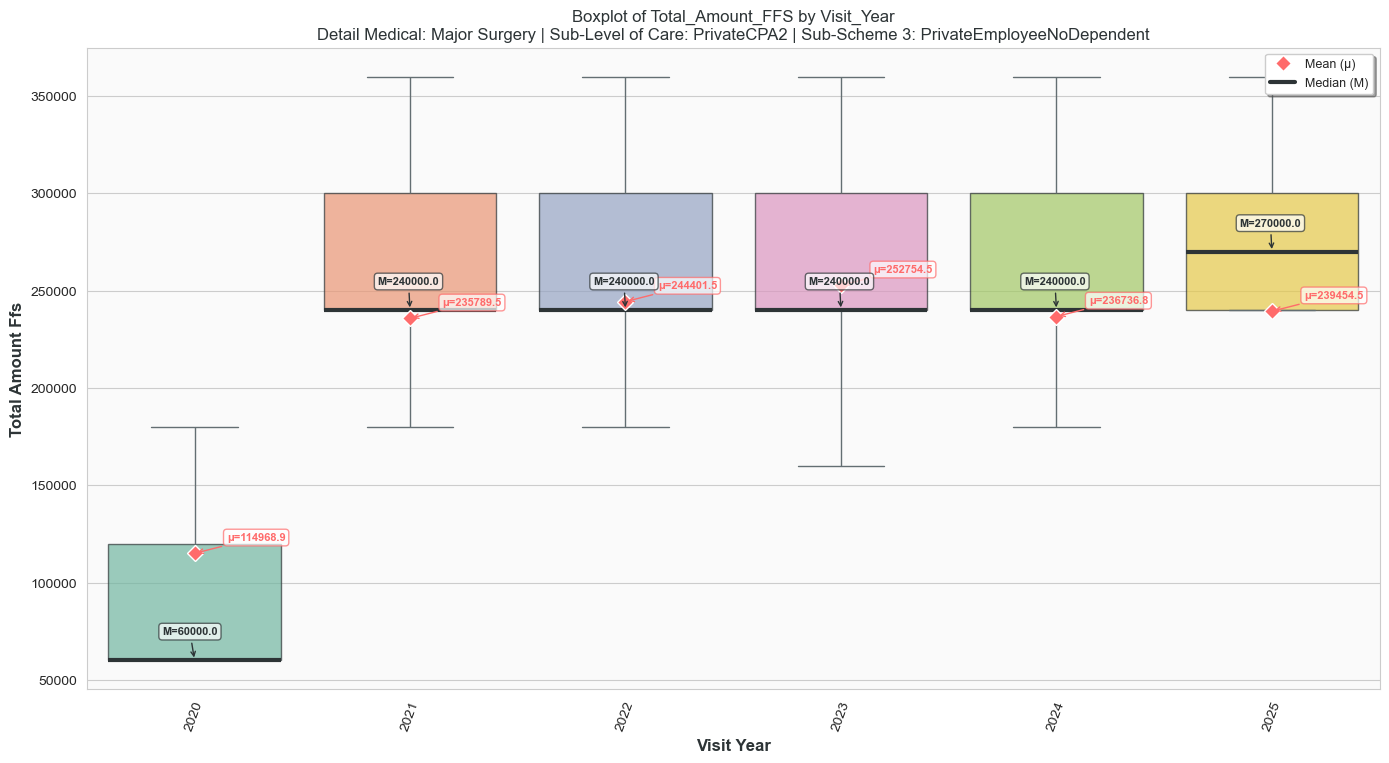 Boxplot of Total_Amount_FFS by Visit_Year
Detail Medical: Major Surgery | Sub-Level of Care: PrivateCPA2 | Sub-Scheme 3: PrivateEmployeeNoDependent
Mean (μ)
Median (M)
Total Amount Ffs
350000
300000
250000
200000
150000
100000
50000
M=60000.0
μ=114968.9
M=240000.0
μ=235789.5
M=240000.0
μ=244401.5
M=240000.0
μ=252754.5
M=240000.0
μ=236736.8
M=270000.0
μ=239454.5
2020
2021
2022
2023
2024
2025
Visit Year